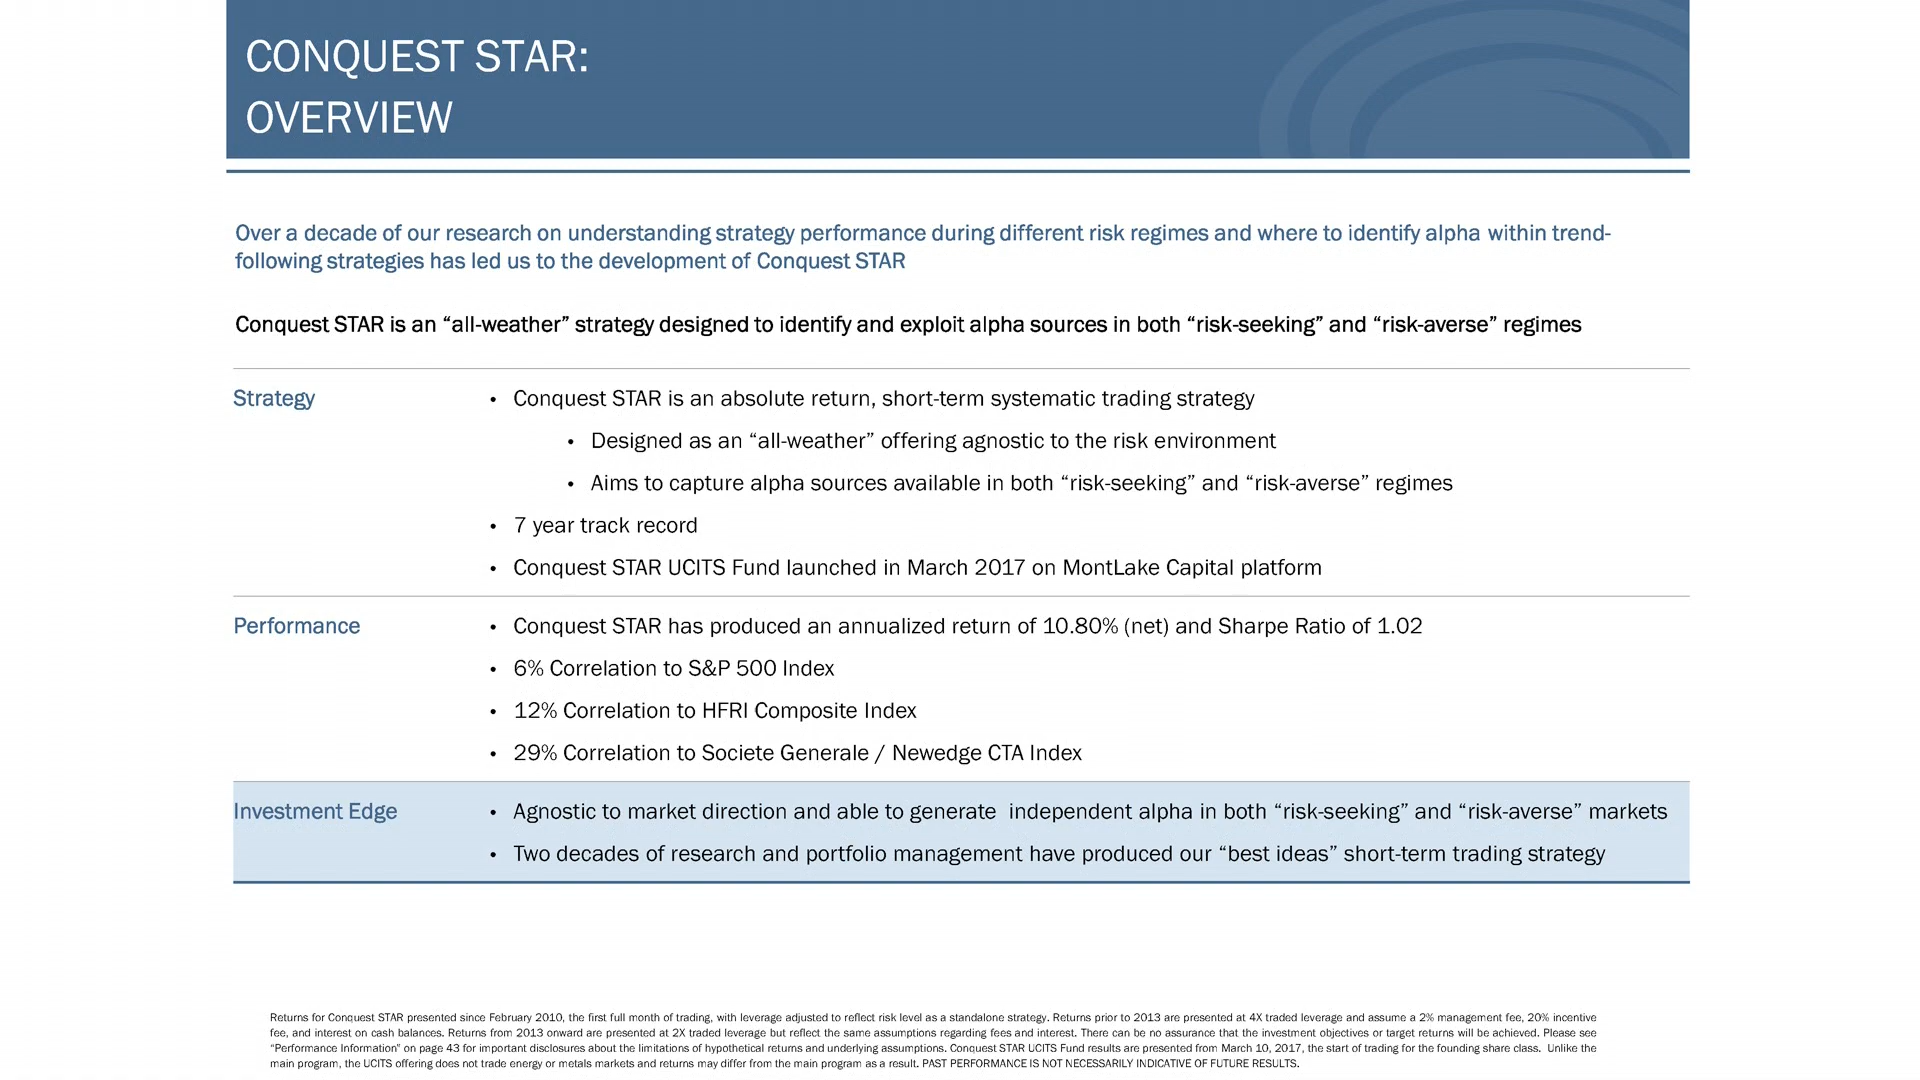 CONQUEST STAR:
OVERVIEW
Over a decade of our research on understanding strategy performance during different risk regimes and where to identify alpha within trend-
following strategies has led us to the development of Conquest STAR
Conquest STAR is an “all-weather” strategy designed to identify and exploit alpha sources in both “risk-seeking” and “risk-averse” regimes
Strategy
• Conquest STAR is an absolute return, short-term systematic trading strategy
• Designed as an “all-weather” offering agnostic to the risk environment
• Aims to capture alpha sources available in both “risk-seeking” and “risk-averse” regimes
• 7 year track record
• Conquest STAR UCITS Fund launched in March 2017 on MontLake Capital platform
Performance
• Conquest STAR has produced an annualized return of 10.80% (net) and Sharpe Ratio of 1.02
• 6% Correlation to S&P 500 Index
• 12% Correlation to HFRI Composite Index
• 29% Correlation to Societe Generale / Newedge CTA Index
Investment Edge
• Agnostic to market direction and able to generate independent alpha in both “risk-seeking” and “risk-averse” markets
• Two decades of research and portfolio management have produced our “best ideas” short-term trading strategy
Returns for Conquest STAR presented since February 2010, the first full month of trading, with leverage adjusted to reflect risk level as a standalone strategy. Returns prior to 2013 are presented at 4X traded leverage and assume a 2% management fee, 20% incentive
fee, and interest on cash balances. Returns from 2013 onward are presented at 2X traded leverage but reflect the same assumptions regarding fees and interest. There can be no assurance that the investment objectives or target returns will be achieved. Please see
“Performance Information” on page 43 for important disclosures about the limitations of hypothetical returns and underlying assumptions. Conquest STAR UCITS Fund results are presented from March 10, 2017, the start of trading for the founding share class. Unlike the
main program, the UCITS offering does not trade energy or metals markets and returns may differ from the main program as a result. PAST PERFORMANCE IS NOT NECESSARILY INDICATIVE OF FUTURE RESULTS.